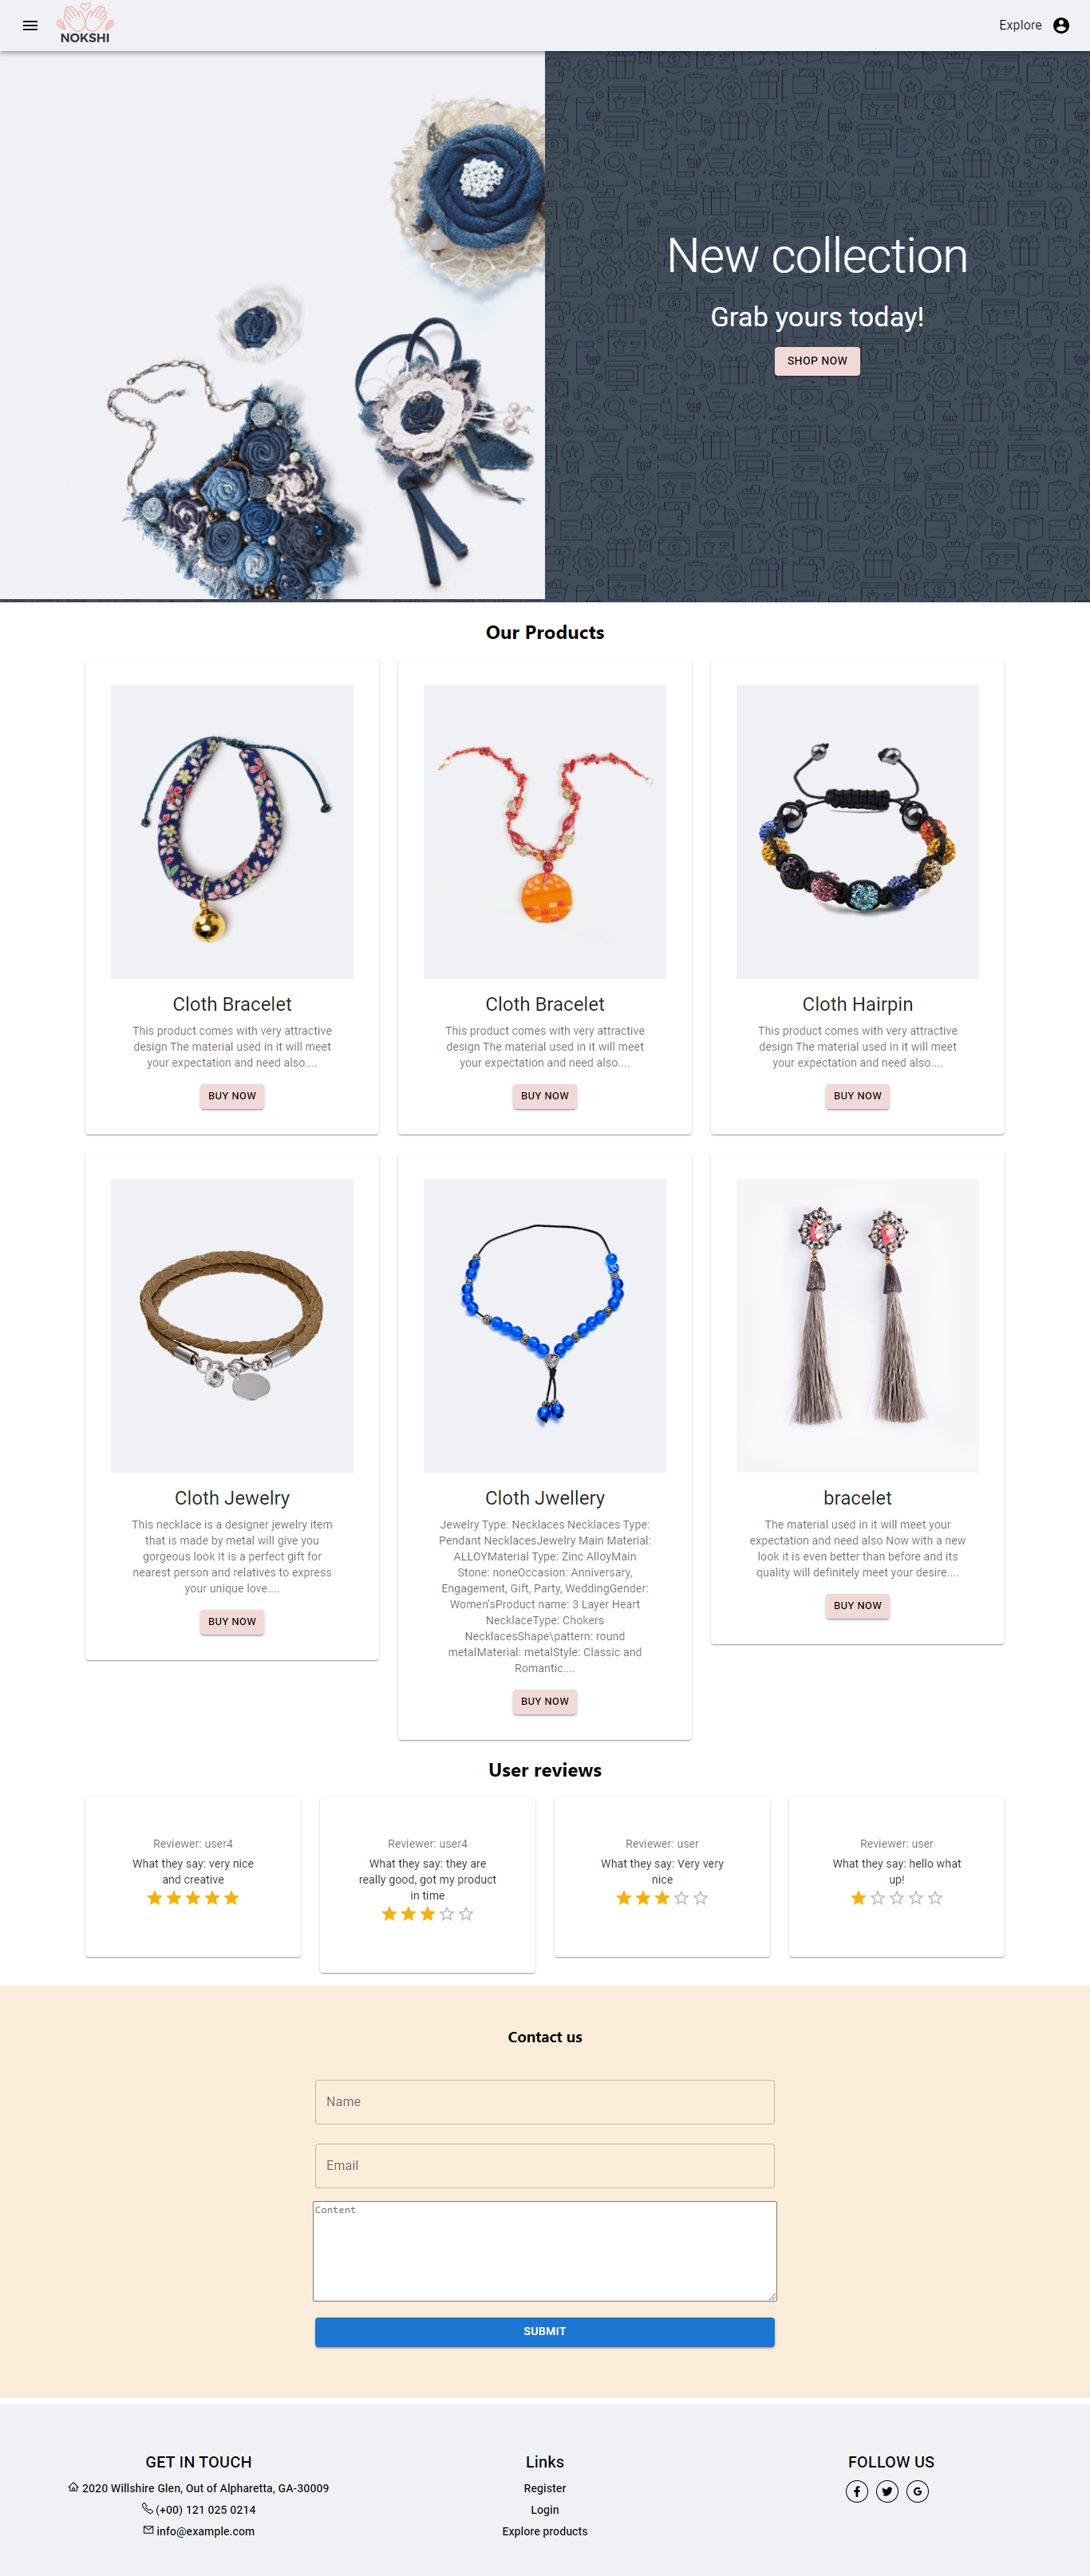 NOKSHI
Explore
New collection
Grab yours today!
SHOP NOW
Our Products
Cloth Bracelet
This product comes with very attractive
design The material used in it will meet
your expectation and need also....
BUY NOW
Cloth Bracelet
This product comes with very attractive
design The material used in it will meet
your expectation and need also....
BUY NOW
Cloth Hairpin
This product comes with very attractive
design The material used in it will meet
your expectation and need also....
BUY NOW
Cloth Jewelry
This necklace is a designer jewelry item
that is made by metal will give you
gorgeous look It is a perfect gift for
nearest person and relatives to express
your unique love....
BUY NOW
Cloth Jwellery
Jewelry Type: Necklaces Necklaces Type:
Pendant NecklacesJewelry Main Material:
ALLOYMaterial Type: Zinc AlloyMain
Stone: noneOccasion: Anniversary,
Engagement, Gift, Party, WeddingGender:
Women'sProduct name: 3 Layer Heart
NecklaceType: Chokers
NecklacesShape\pattern: round
metalMaterial: metalStyle: Classic and
Romantic....
BUY NOW
bracelet
The material used in it will meet your
expectation and need also Now with a new
look it is even better than before and its
quality will definitely meet your desire....
BUY NOW
User reviews
Reviewer: user4
What they say: very nice
and creative
Reviewer: user4
What they say: they are
really good, got my product
in time
Reviewer: user
What they say: Very very
nice
Reviewer: user
What they say: hello what
up!
Contact us
Name
Email
Content
SUBMIT
GET IN TOUCH
2020 Willshire Glen, Out of Alpharetta, GA-30009
(+00) 121 025 0214
info@example.com
Links
Register
Login
Explore products
FOLLOW US